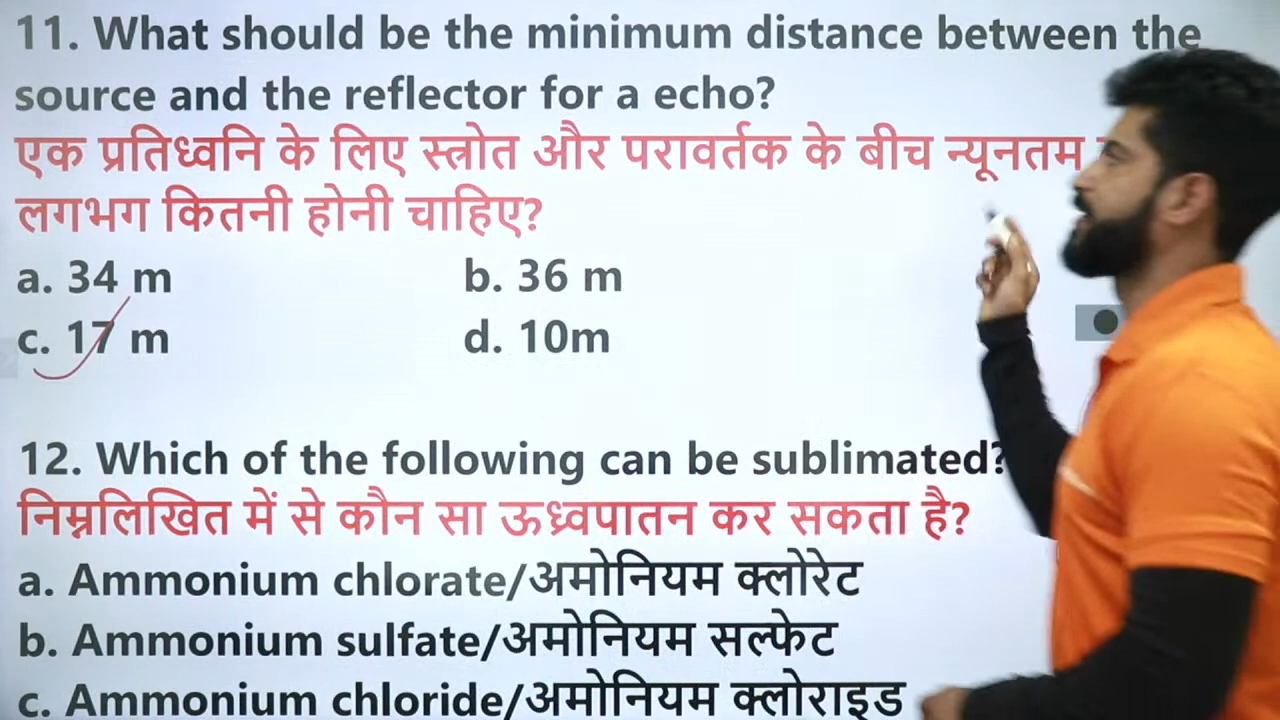 11. What should be the minimum distance between the
source and the reflector for a echo?
एक प्रतिध्वनि के लिए स्त्रोत और परावर्तक के बीच न्यूनतम
लगभग कितनी होनी चाहिए?
a. 34 m b. 36 m
c. 17 m d. 10m
12. Which of the following can be sublimated?
निम्नलिखित में से कौन सा ऊर्ध्वपातन कर सकता है?
a. Ammonium chlorate/अमोनियम क्लोरेट
b. Ammonium sulfate/अमोनियम सल्फेट
c. Ammonium chloride/अमोनियम क्लोराइड